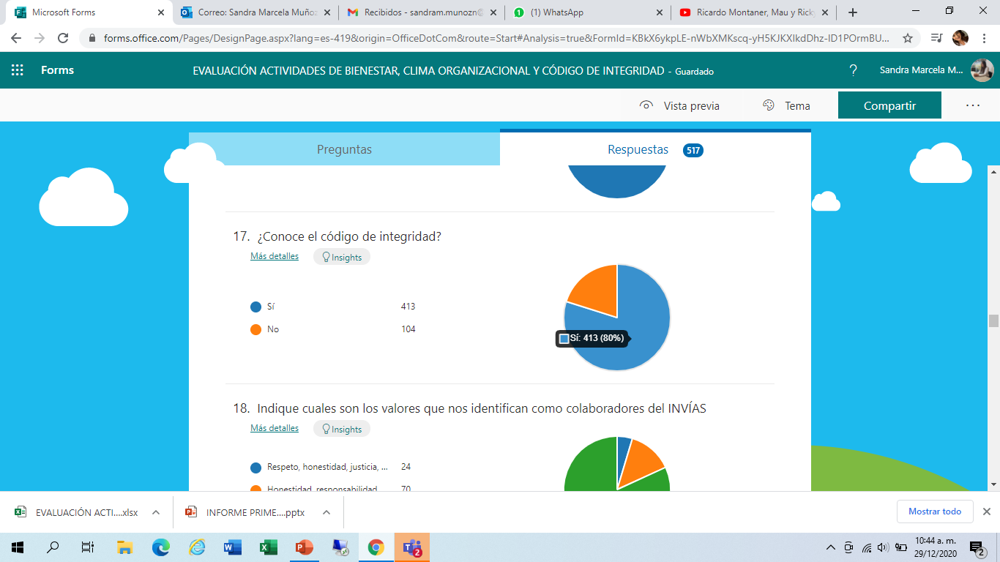 Microsoft Forms
Correo: Sandra Marcela Muñoz
Recibidos - sandram.munozn@
(1) WhatsApp
Ricardo Montaner, Mau y Ricky
forms.office.com/Pages/DesignPage.aspx?lang=es-419&origin=OfficeDotCom&route=Start#Analysis=true&FormId=KBkX6ykpLE-nWbXMKscq-yH5KJKXIkdDhz-ID1POrmBU...
Forms
EVALUACIÓN ACTIVIDADES DE BIENESTAR, CLIMA ORGANIZACIONAL Y CÓDIGO DE INTEGRIDAD - Guardado
? Sandra Marcela M...
Vista previa
Tema
Compartir
...
Preguntas
Respuestas 517
17. ¿Conoce el código de integridad?
Más detalles
Insights
Sí 413
No 104
Sí: 413 (80%)
18. Indique cuales son los valores que nos identifican como colaboradores del INVÍAS
Más detalles
Insights
Respeto, honestidad, justicia, ... 24
Honestidad, responsabilidad 70
EVALUACIÓN ACTI....xlsx
INFORME PRIME....pptx
Mostrar todo
2
10:44 a. m.
29/12/2020
2